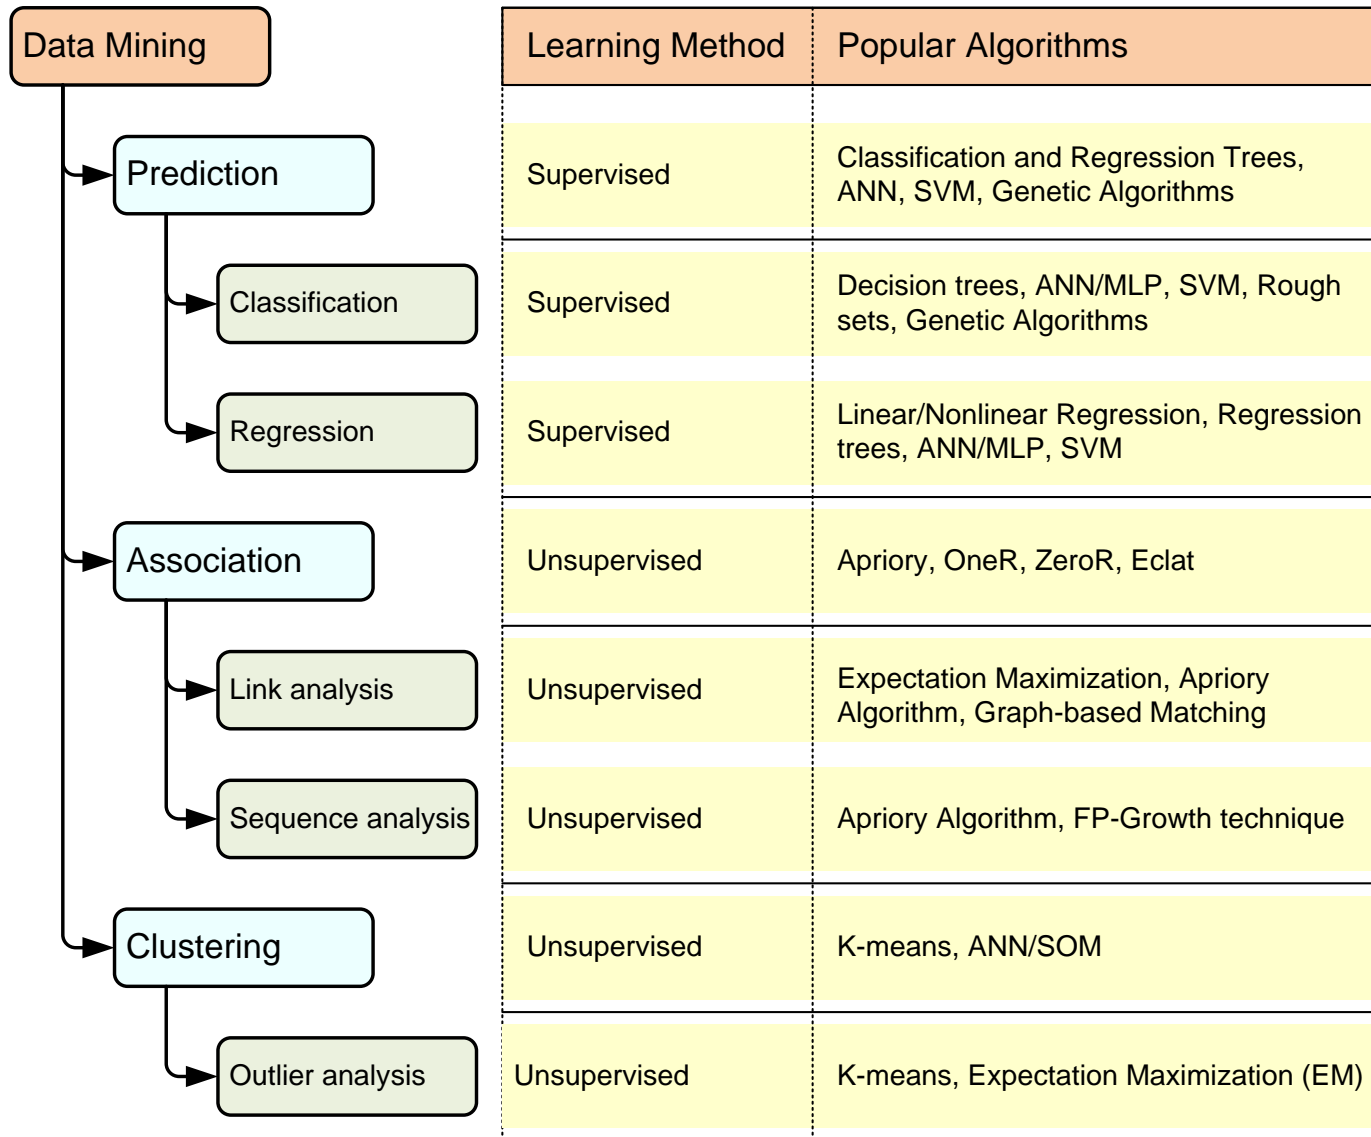 Data Mining
Learning Method
Popular Algorithms
Prediction
Supervised
Classification and Regression Trees,
ANN, SVM, Genetic Algorithms
Classification
Supervised
Decision trees, ANN/MLP, SVM, Rough
sets, Genetic Algorithms
Regression
Supervised
Linear/Nonlinear Regression, Regression
trees, ANN/MLP, SVM
Association
Unsupervised
Apriory, OneR, ZeroR, Eclat
Link analysis
Unsupervised
Expectation Maximization, Apriory
Algorithm, Graph-based Matching
Sequence analysis
Unsupervised
Apriory Algorithm, FP-Growth technique
Clustering
Unsupervised
K-means, ANN/SOM
Outlier analysis
Unsupervised
K-means, Expectation Maximization (EM)